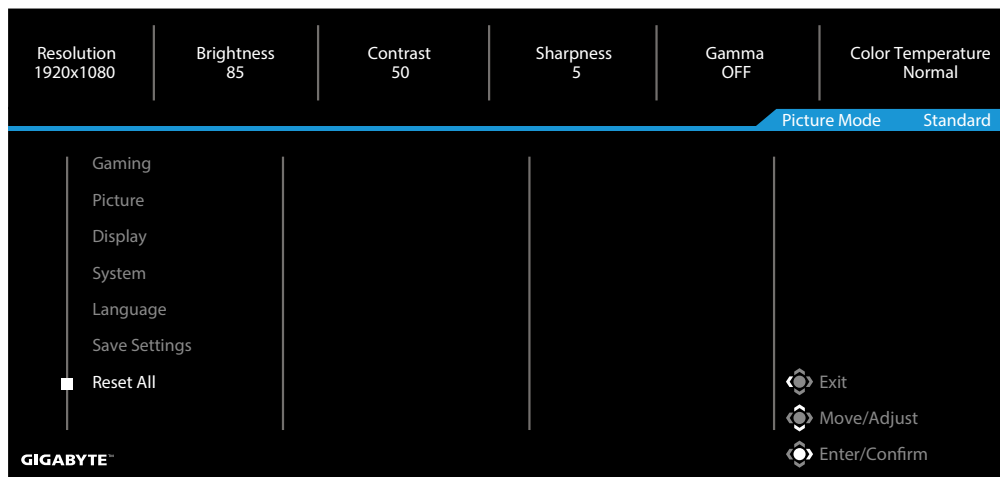 Resolution
1920x1080
Brightness
85
Contrast
50
Sharpness
5
Gamma
OFF
Color Temperature
Normal
Picture Mode Standard
Gaming
Picture
Display
System
Language
Save Settings
Reset All
Exit
Move/Adjust
Enter/Confirm
GIGABYTE™